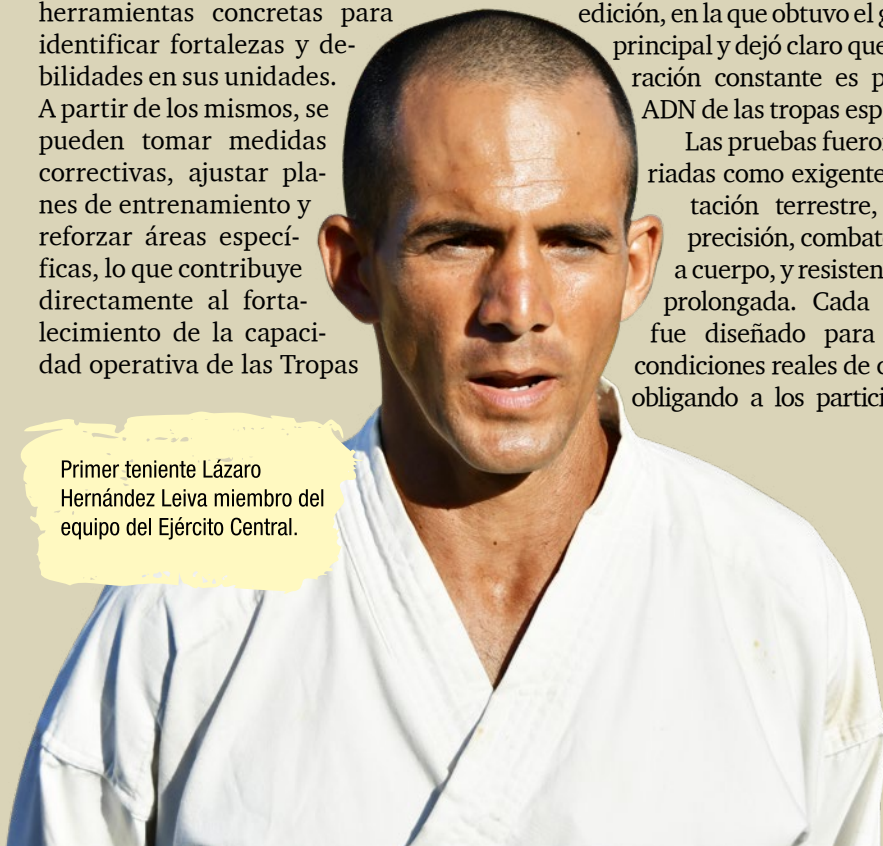 herramientas concretas para
identificar fortalezas y de-
bilidades en sus unidades.
A partir de los mismos, se
pueden tomar medidas
correctivas, ajustar pla-
nes de entrenamiento y
reforzar áreas especí-
ficas, lo que contribuye
directamente al forta-
lecimiento de la capaci-
dad operativa de las Tropas
Primer teniente Lázaro
Hernández Leiva miembro del
equipo del Ejército Central.
edición, en la que obtuvo el
principal y dejó claro que
ración constante es
ADN de las tropas
Las pruebas
riadas como
tación terrestre,
precisión,
a cuerpo, y
prolongada. Cada
fue diseñado para
condiciones reales de
obligando a los